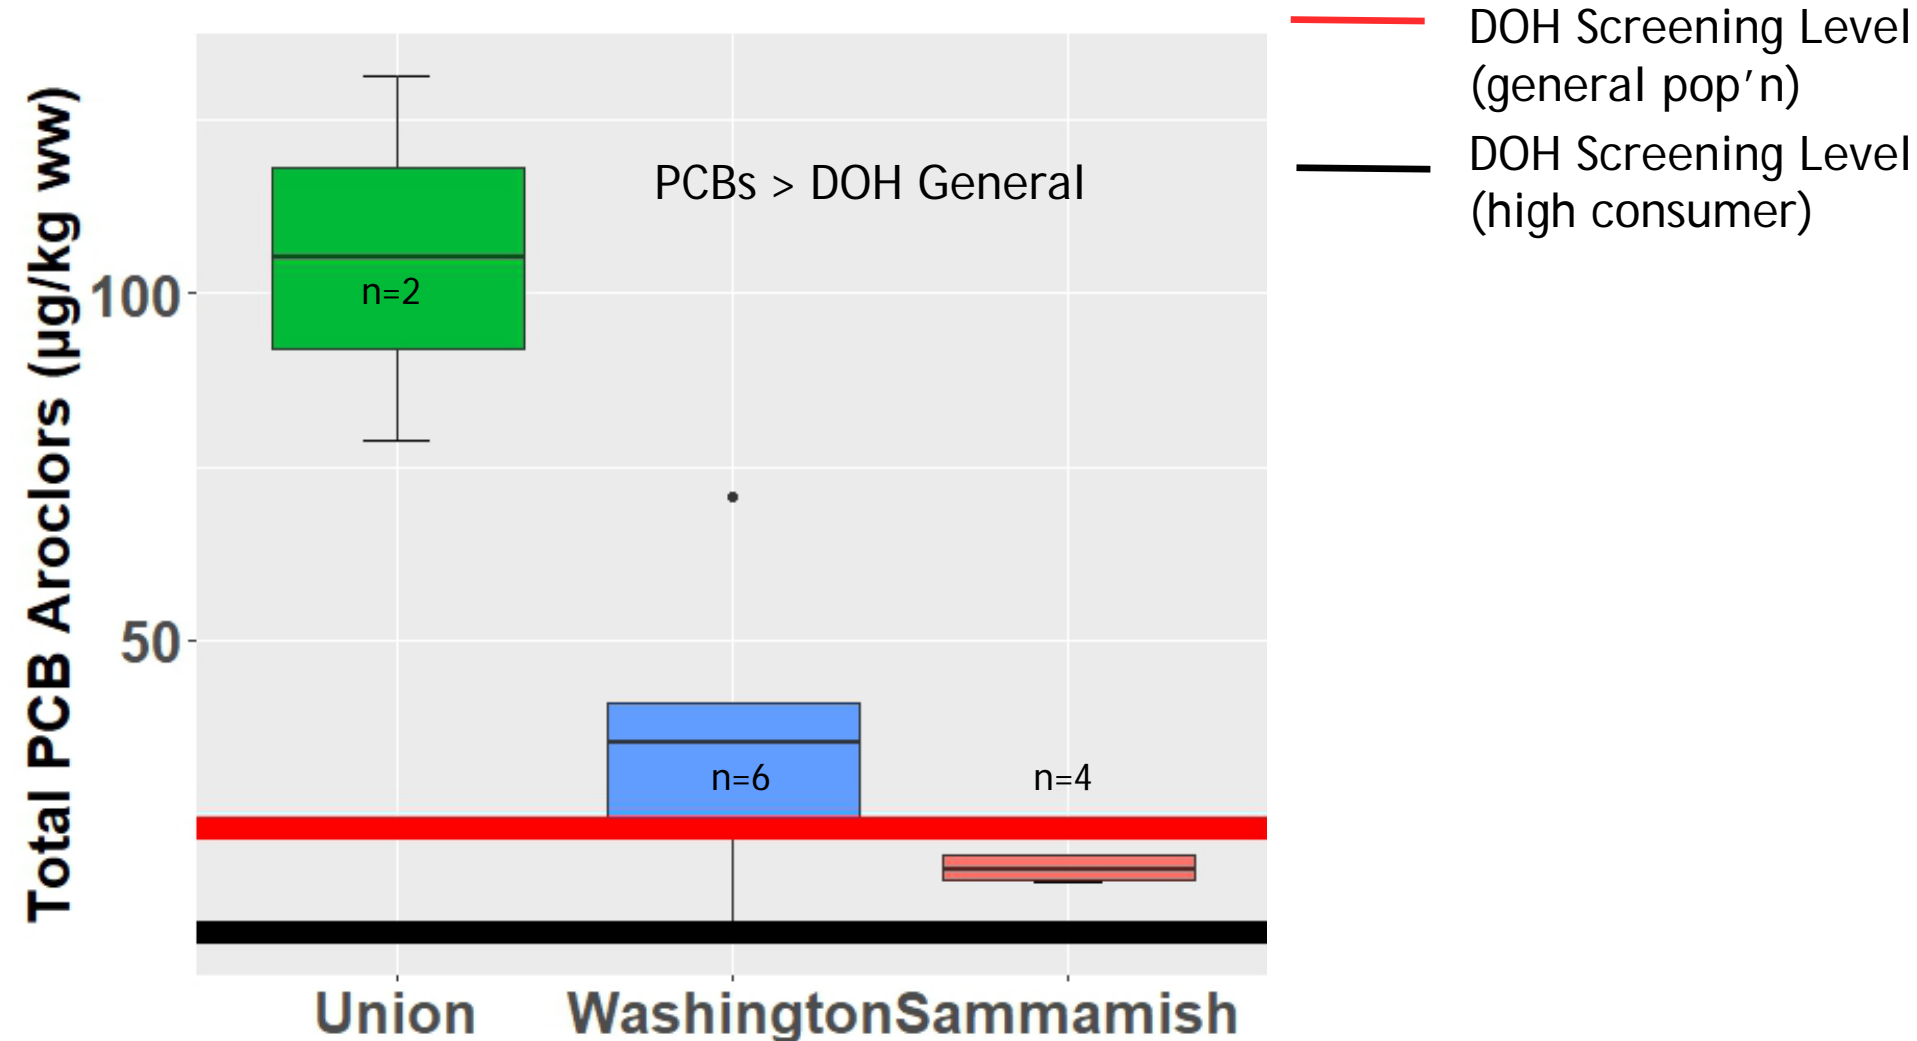 Total PCB Aroclors (µg/kg ww)
100
50
PCBs > DOH General
n=2
n=6
n=4
Union
Washington
Sammamish
DOH Screening Level
(general pop’n)
DOH Screening Level
(high consumer)